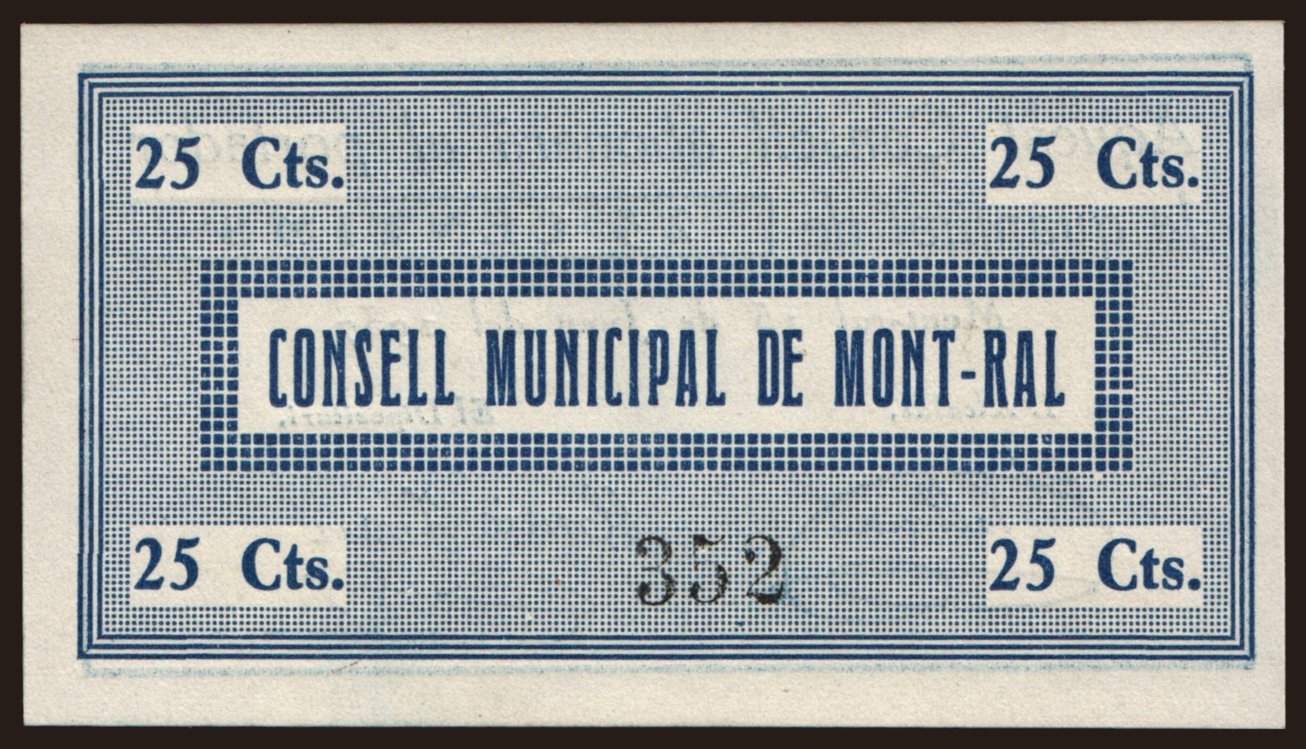 25 Cts. 25 Cts.
CONSELL MUNICIPAL DE MONT-RAL
25 Cts. 352 25 Cts.